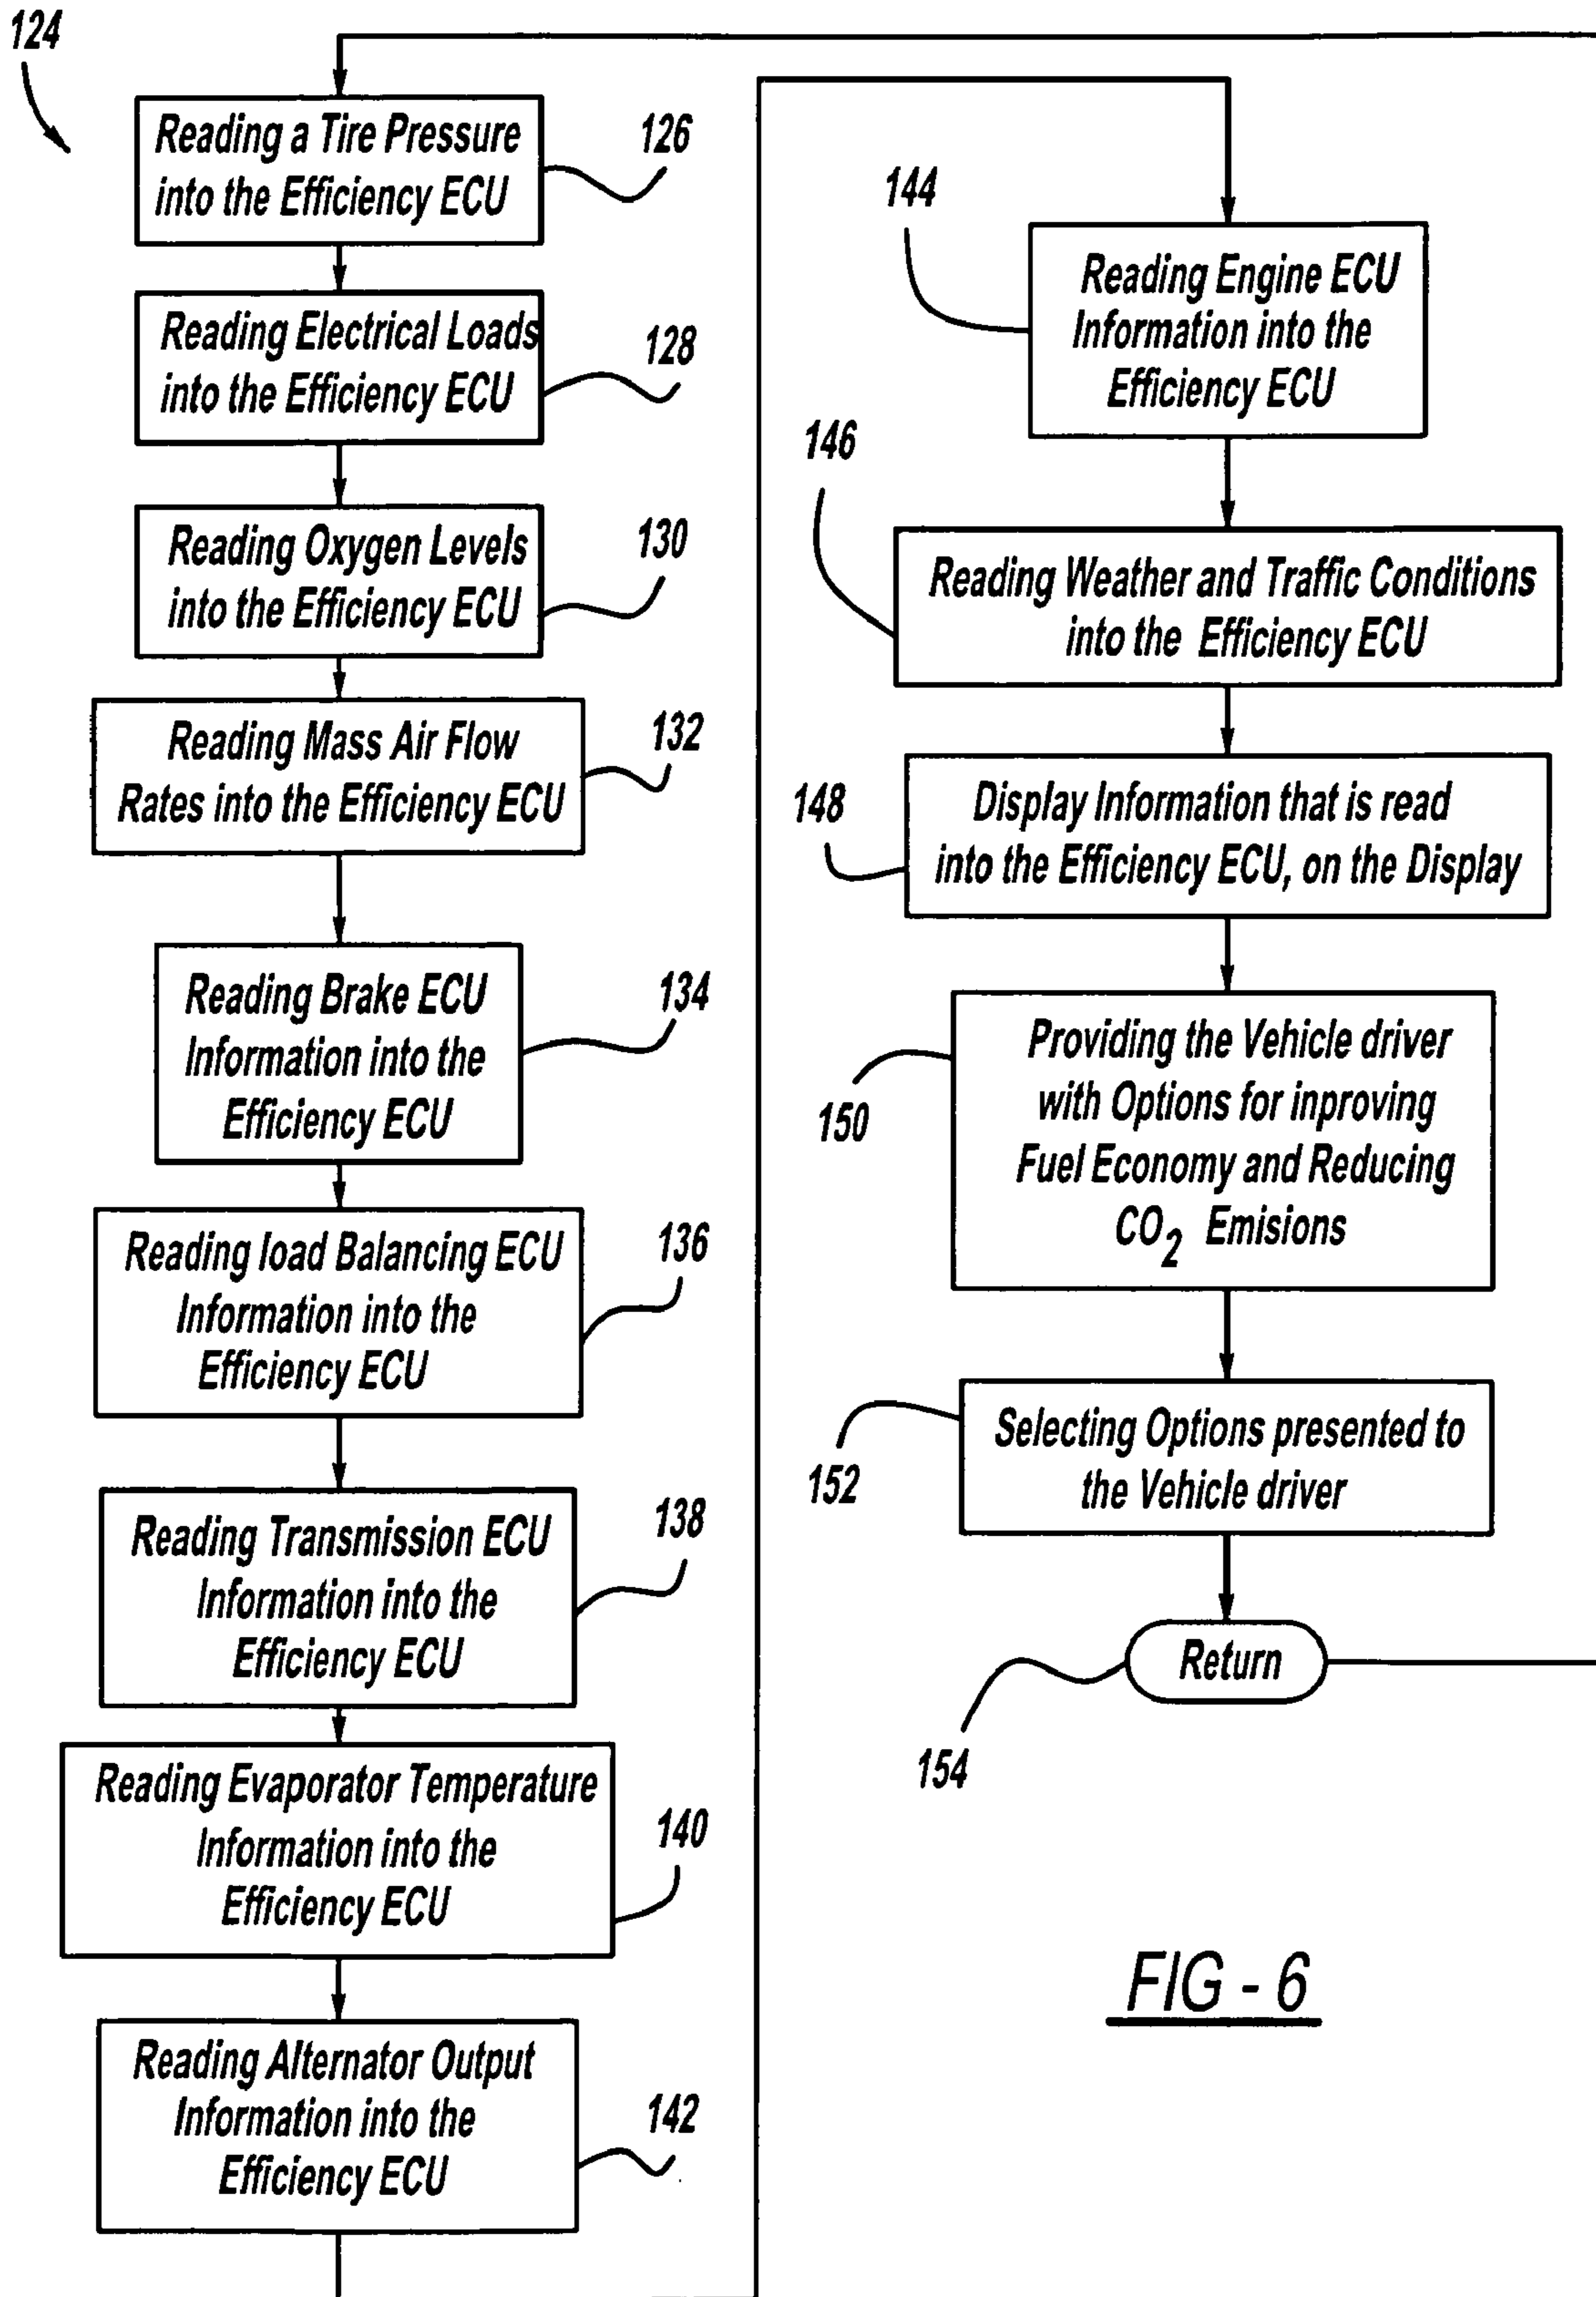 124
Reading a Tire Pressure
into the Efficiency ECU
126
Reading Electrical Loads
into the Efficiency ECU
128
Reading Oxygen Levels
into the Efficiency ECU
130
Reading Mass Air Flow
Rates into the Efficiency ECU
132
Reading Brake ECU
Information into the
Efficiency ECU
134
Reading load Balancing ECU
Information into the
Efficiency ECU
136
Reading Transmission ECU
Information into the
Efficiency ECU
138
Reading Evaporator Temperature
Information into the
Efficiency ECU
140
Reading Alternator Output
Information into the
Efficiency ECU
142
144
Reading Engine ECU
Information into the
Efficiency ECU
146
Reading Weather and Traffic Conditions
into the Efficiency ECU
148
Display Information that is read
into the Efficiency ECU, on the Display
150
Providing the Vehicle driver
with Options for inproving
Fuel Economy and Reducing
CO2 Emisions
152
Selecting Options presented to
the Vehicle driver
Return
154
FIG - 6